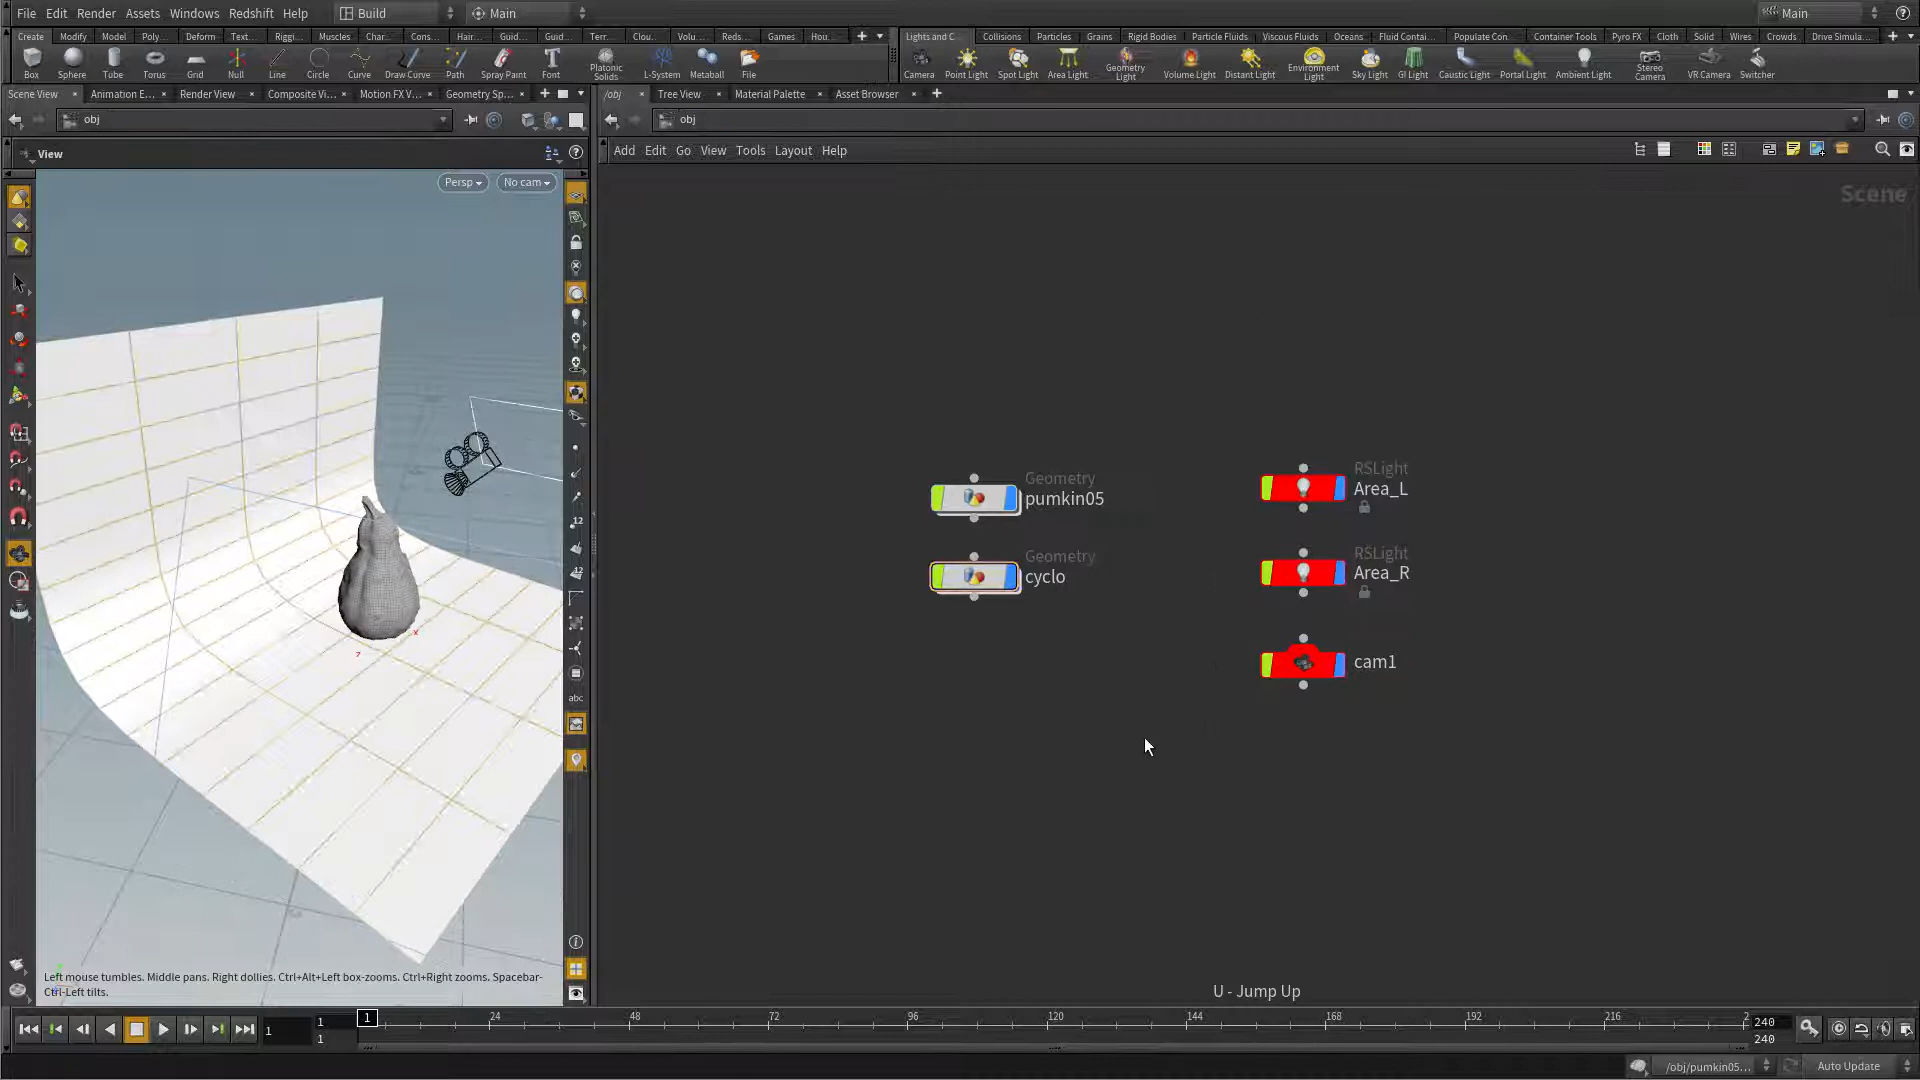 File Edit Render Assets Windows Redshift Help Build Main Main
Create Modify Model Poly... Deform Text... Riggi... Muscles Char... Cons... Hair... Guid... Guid... Terr... Clou... Volu... Reds... Games Hou...
Lights and C... Collisions Particles Grains Rigid Bodies Particle Fluids Viscous Fluids Oceans Fluid Contai... Populate Con... Container Tools Pyro FX Cloth Solid Wires Crowds Drive Simula...
Box Sphere Tube Torus Grid Null Line Circle Curve Draw Curve Path Spray Paint Font Platonic Solids L-System Metaball File
Camera Point Light Spot Light Area Light Geometry Light Volume Light Distant Light Environment Light Sky Light GI Light Caustic Light Portal Light Ambient Light Stereo Camera VR Camera Switcher
Scene View Animation E... Render View Composite Vi... Motion FX V... Geometry Sp...
/obj Tree View Material Palette Asset Browser
obj
obj
View
Add Edit Go View Tools Layout Help
Persp No cam
Scene
Geometry
pumkin05
Geometry
cyclo
RSLight
Area_L
RSLight
Area_R
cam1
12
12
abc
x
z
Left mouse tumbles. Middle pans. Right dollies. Ctrl+Alt+Left box-zooms. Ctrl+Right zooms. Spacebar-
Ctrl-Left tilts.
U - Jump Up
1 1 1 1 24 48 72 96 120 144 168 192 216 2 240 240
/obj/pumkin05... Auto Update